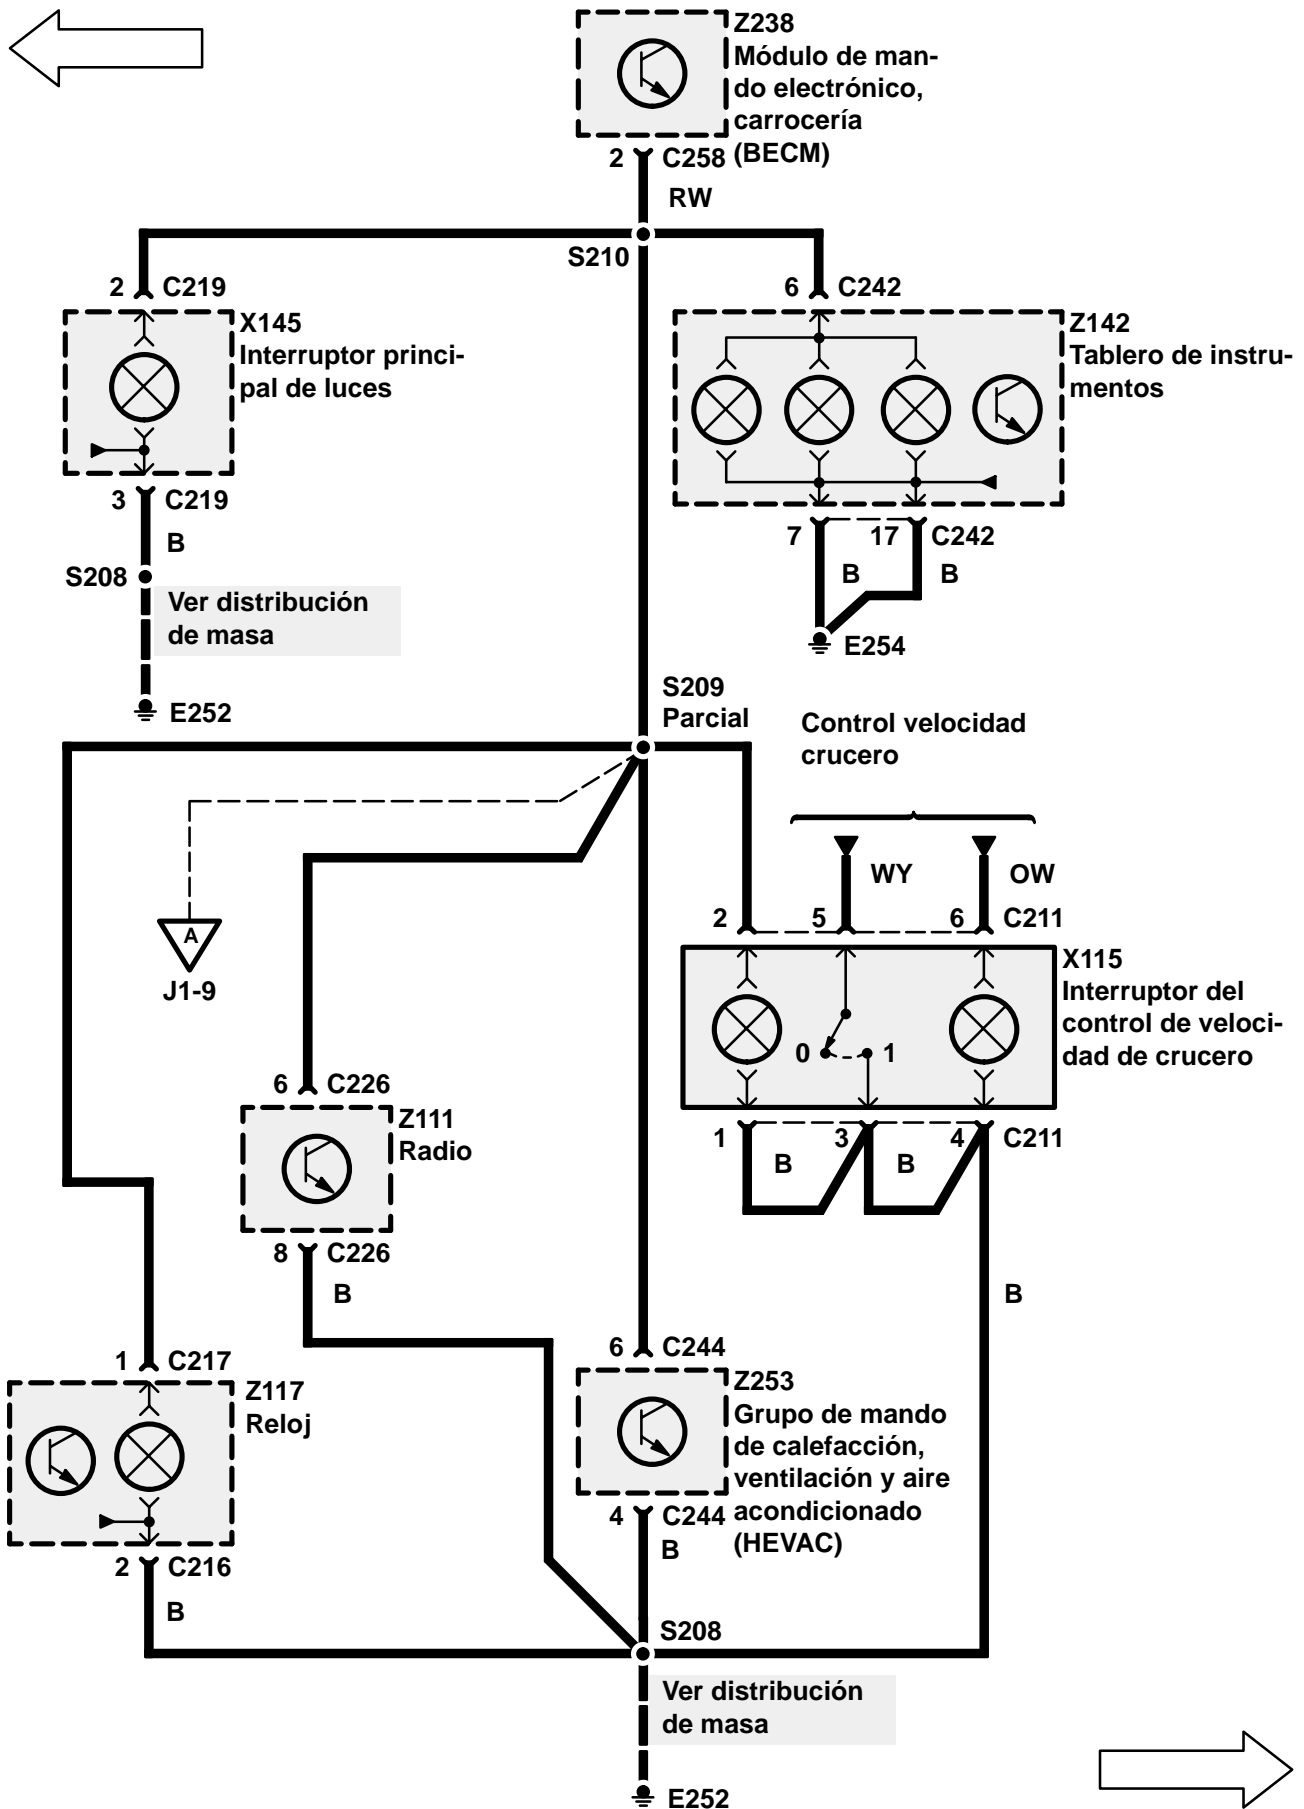 Z238
Módulo de man-
do electrónico,
carrocería
(BECM)
2
C258
RW
S210
2
C219
6
C242
X145
Interruptor princi-
pal de luces
Z142
Tablero de instru-
mentos
3
C219
B
7
17
C242
B
B
S208
Ver distribución
de masa
E254
E252
S209
Parcial
Control velocidad
crucero
WY
OW
A
J1-9
2
5
6
C211
X115
Interruptor del
control de veloci-
dad de crucero
0
1
6
C226
Z111
Radio
1
3
4
C211
B
B
8
C226
B
B
1
C217
6
C244
Z117
Reloj
Z253
Grupo de mando
de calefacción,
ventilación y aire
acondicionado
(HEVAC)
4
C244
B
2
C216
B
S208
Ver distribución
de masa
E252